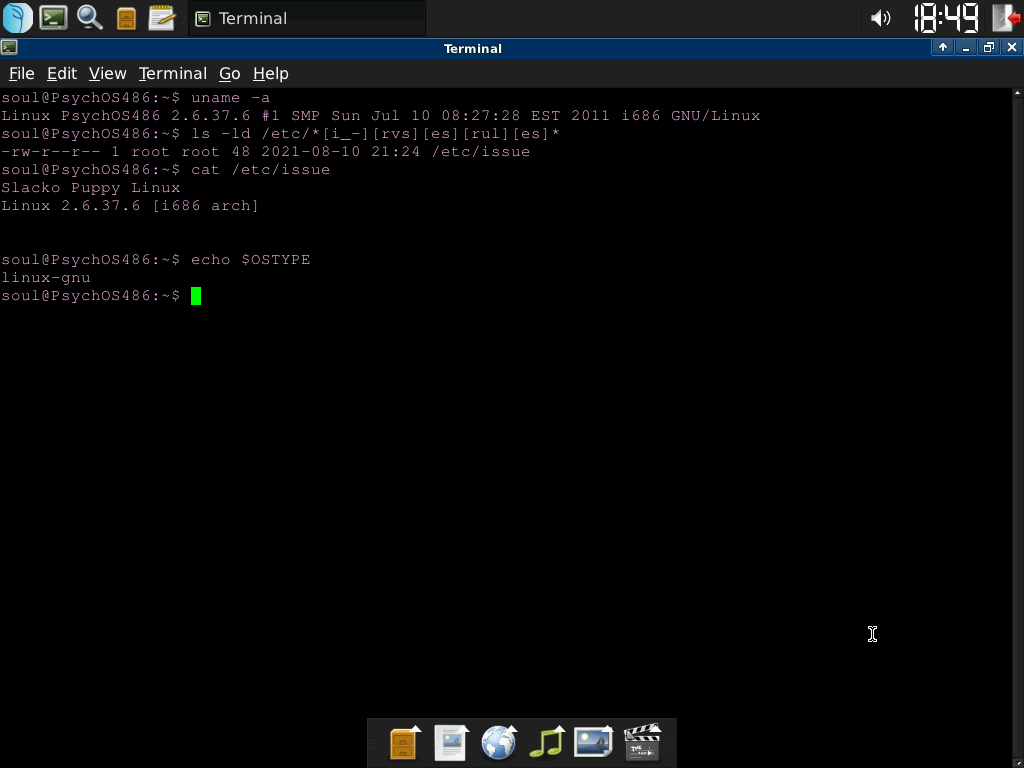 Terminal
18:49
Terminal
File Edit View Terminal Go Help
soul@PsychOS486:~$ uname -a
Linux PsychOS486 2.6.37.6 #1 SMP Sun Jul 10 08:27:28 EST 2011 i686 GNU/Linux
soul@PsychOS486:~$ ls -ld /etc/*[i_-][rvs][es][rul][es]*
-rw-r--r-- 1 root root 48 2021-08-10 21:24 /etc/issue
soul@PsychOS486:~$ cat /etc/issue
Slacko Puppy Linux
Linux 2.6.37.6 [i686 arch]
soul@PsychOS486:~$ echo $OSTYPE
linux-gnu
soul@PsychOS486:~$